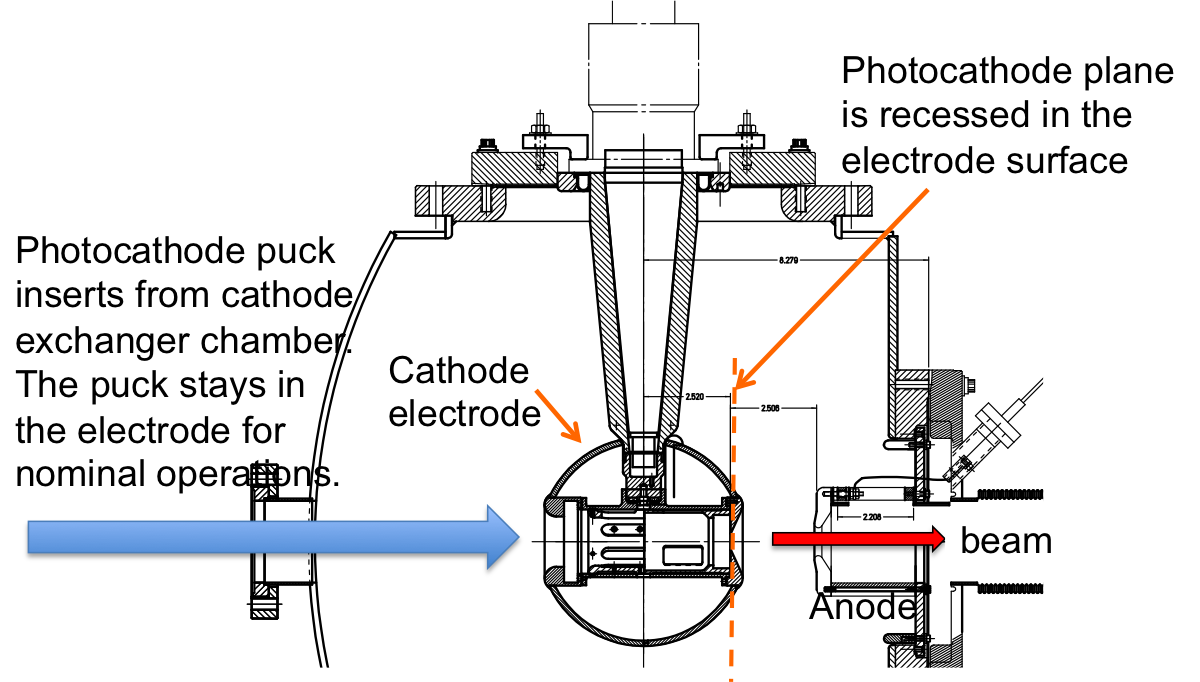 Photocathode plane
is recessed in the
electrode surface
Photocathode puck
inserts from cathode
exchanger chamber.
The puck stays in
the electrode for
nominal operations.
8.279
Cathode
electrode
2.520
2.506
2.208
beam
Anode